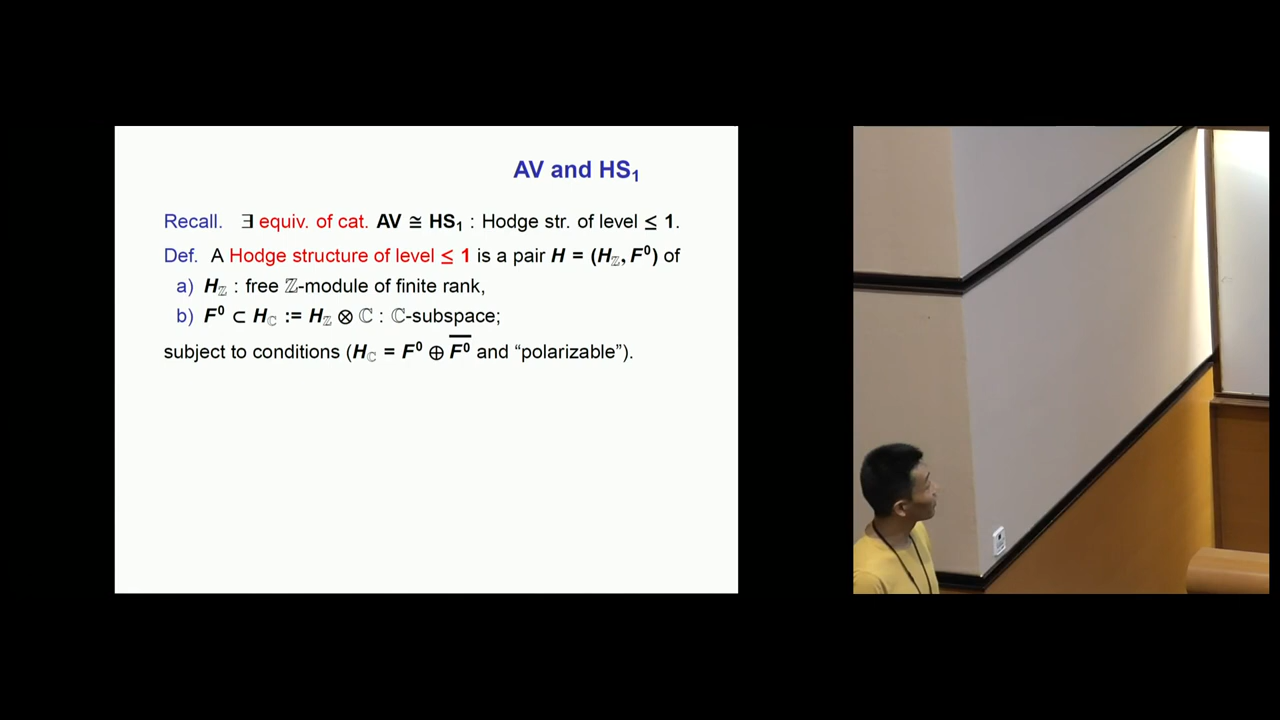 AV and HS₁
Recall. ∃ equiv. of cat. AV ≅ HS₁ : Hodge str. of level ≤ 1.
Def. A Hodge structure of level ≤ 1 is a pair H = (H_ℤ, F⁰) of
a) H_ℤ : free ℤ-module of finite rank,
b) F⁰ ⊂ H_ℂ := H_ℤ ⊗ ℂ : ℂ-subspace;
subject to conditions (H_ℂ = F⁰ ⊕ F̅⁰̅ and “polarizable”).